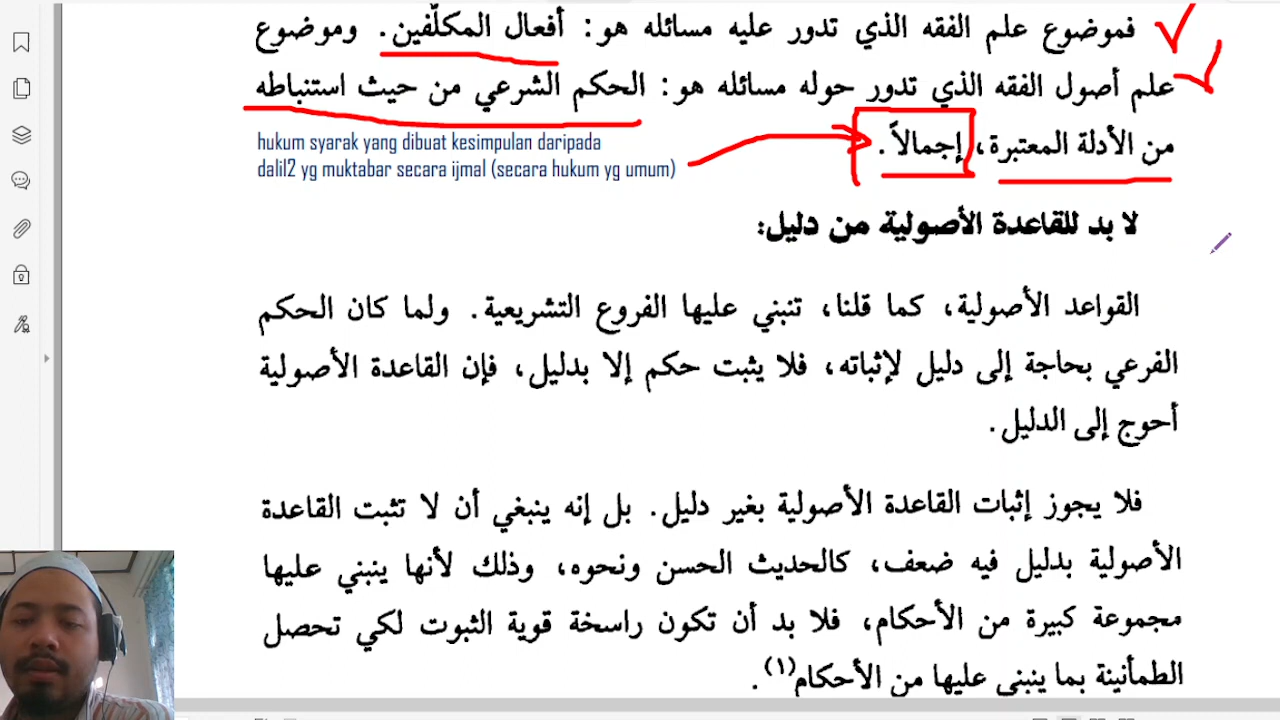 فموضوع علم الفقه الذي تدور عليه مسائله هو: أفعال المكلّفين. وموضوع
علم أصول الفقه الذي تدور حوله مسائله هو: الحكم الشرعي من حيث استنباطه
من الأدلة المعتبرة، إجمالاً.
hukum syarak yang dibuat kesimpulan daripada
dalil2 yg muktabar secara ijmal (secara hukum yg umum)
لا بد للقاعدة الأصولية من دليل:
القواعد الأصولية، كما قلنا، تنبني عليها الفروع التشريعية. ولما كان الحكم
الفرعي بحاجة إلى دليل لإثباته، فلا يثبت حكم إلا بدليل، فإن القاعدة الأصولية
أحوج إلى الدليل.
فلا يجوز إثبات القاعدة الأصولية بغير دليل. بل إنه ينبغي أن لا تثبت القاعدة
الأصولية بدليل فيه ضعف، كالحديث الحسن ونحوه، وذلك لأنها ينبني عليها
مجموعة كبيرة من الأحكام، فلا بد أن تكون راسخة قوية الثبوت لكي تحصل
الطمأنينة بما ينبني عليها من الأحكام(١).